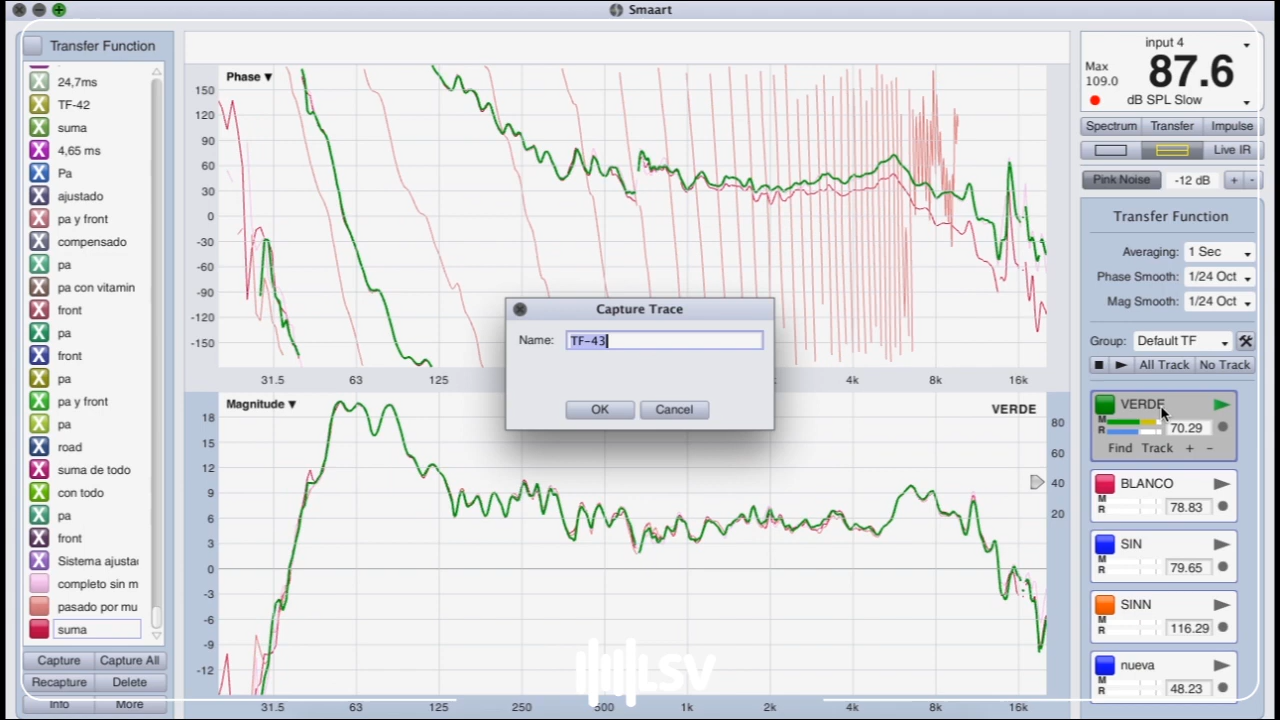 Smaart
Transfer Function
24,7ms
TF-42
suma
4,65 ms
Pa
ajustado
pa y front
compensado
pa
pa con vitamin
front
pa
front
pa
pa y front
pa
road
suma de todo
con todo
pa
front
Sistema ajusta
completo sin m
pasado por mu
suma
Capture Capture All
Recapture Delete
Info More
Phase ▼
150
120
90
60
30
0
-30
-60
-90
-120
-150
31.5 63 125 4k 8k 16k
Capture Trace
Name: TF-43
OK Cancel
Magnitude ▼ VERDE
18
15
12
9
6
3
0
-3
-6
-9
-12
80
60
40
20
31.5 63 125 250 500 1k 2k 4k 8k 16k
LSV
input 4
Max
109.0
87.6
dB SPL Slow
Spectrum Transfer Impulse
Live IR
Pink Noise -12 dB + -
Transfer Function
Averaging: 1 Sec
Phase Smooth: 1/24 Oct
Mag Smooth: 1/24 Oct
Group: Default TF
All Track No Track
VERDE
M
R 70.29
Find Track + -
BLANCO
M
R 78.83
SIN
M
R 79.65
SINN
M
R 116.29
nueva
M
R 48.23